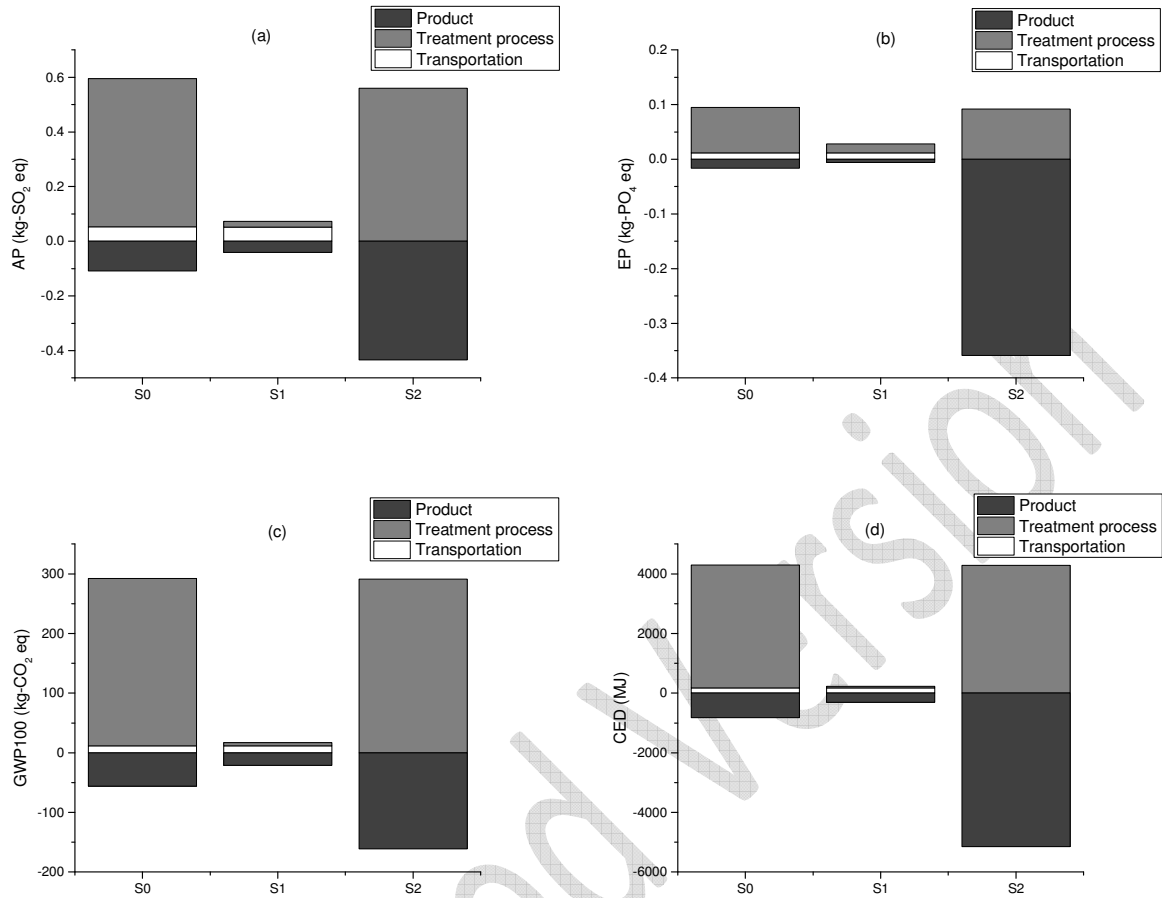 (a)
Product
Treatment process
Transportation
AP (kg-SO2 eq)
0.6
0.4
0.2
0.0
-0.2
-0.4
S0 S1 S2
(b)
Product
Treatment process
Transportation
EP (kg-PO4 eq)
0.2
0.1
0.0
-0.1
-0.2
-0.3
-0.4
S0 S1 S2
(c)
Product
Treatment process
Transportation
GWP100 (kg-CO2 eq)
300
200
100
0
-100
-200
S0 S1 S2
(d)
Product
Treatment process
Transportation
CED (MJ)
4000
2000
0
-2000
-4000
-6000
S0 S1 S2
ed version